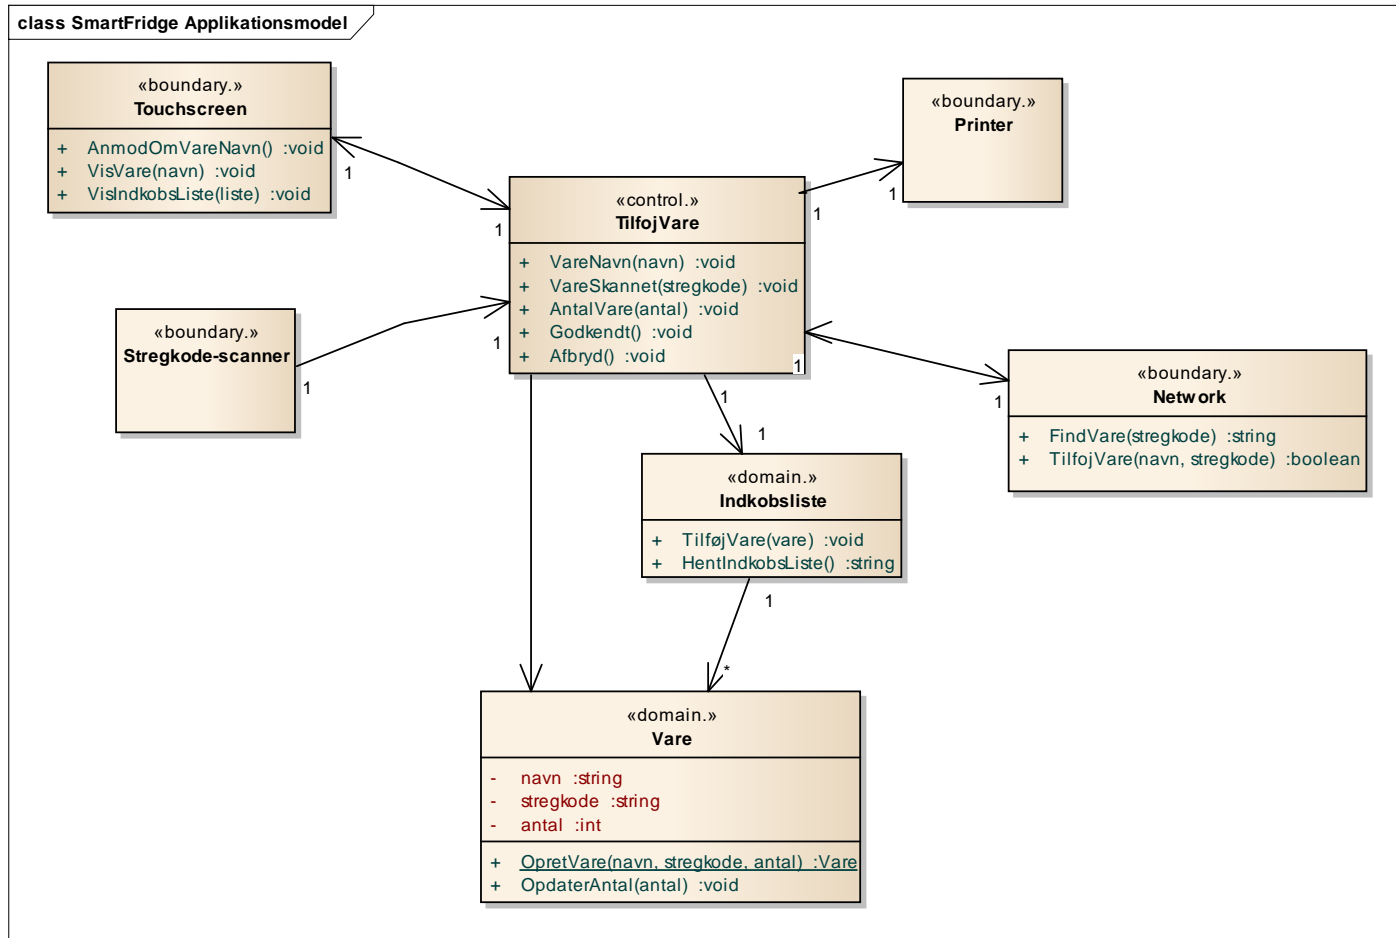 class SmartFridge Applikationsmodel
«boundary.»
Touchscreen
+ AnmodOmVareNavn() :void
+ VisVare(navn) :void
+ VisIndkobsListe(liste) :void
1
1
«boundary.»
Printer
1
1
«control.»
TilfojVare
+ VareNavn(navn) :void
+ VareSkannet(stregkode) :void
+ AntalVare(antal) :void
+ Godkendt() :void
+ Afbryd() :void
«boundary.»
Stregkode-scanner
1
1
1
1
«boundary.»
Network
+ FindVare(stregkode) :string
+ TilfojVare(navn, stregkode) :boolean
1
1
«domain.»
Indkobsliste
+ TilføjVare(vare) :void
+ HentIndkobsListe() :string
1
*
«domain.»
Vare
- navn :string
- stregkode :string
- antal :int
+ OpretVare(navn, stregkode, antal) :Vare
+ OpdaterAntal(antal) :void